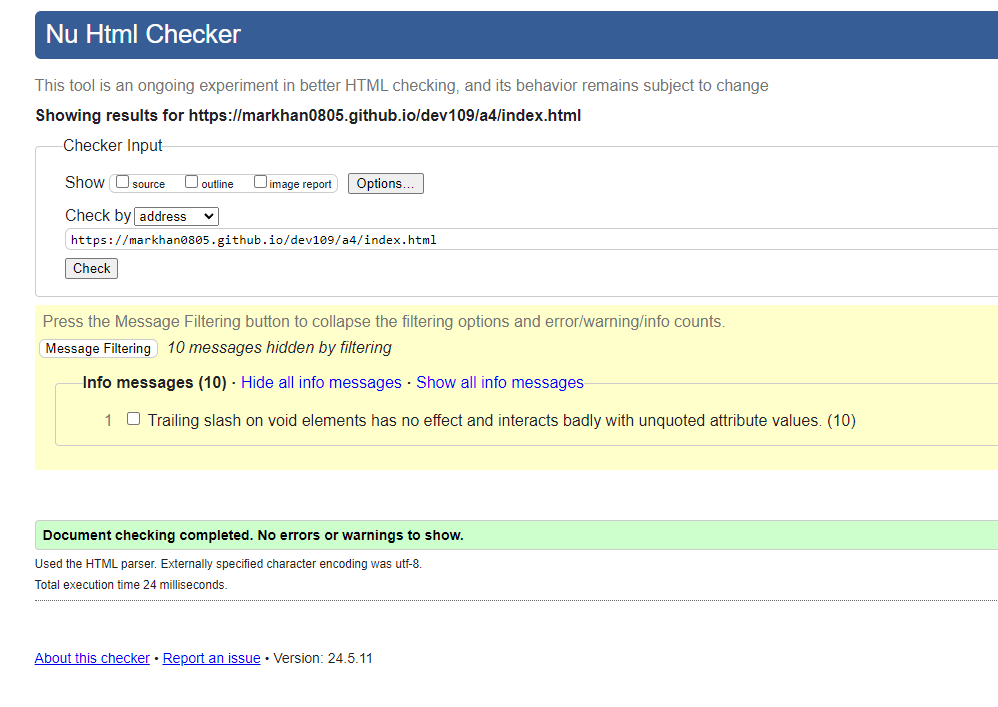 Nu Html Checker
This tool is an ongoing experiment in better HTML checking, and its behavior remains subject to change
Showing results for https://markhan0805.github.io/dev109/a4/index.html
Checker Input
Show source outline image report Options...
Check by address
https://markhan0805.github.io/dev109/a4/index.html
Check
Press the Message Filtering button to collapse the filtering options and error/warning/info counts.
Message Filtering 10 messages hidden by filtering
Info messages (10) · Hide all info messages · Show all info messages
1 Trailing slash on void elements has no effect and interacts badly with unquoted attribute values. (10)
Document checking completed. No errors or warnings to show.
Used the HTML parser. Externally specified character encoding was utf-8.
Total execution time 24 milliseconds.
About this checker • Report an issue • Version: 24.5.11